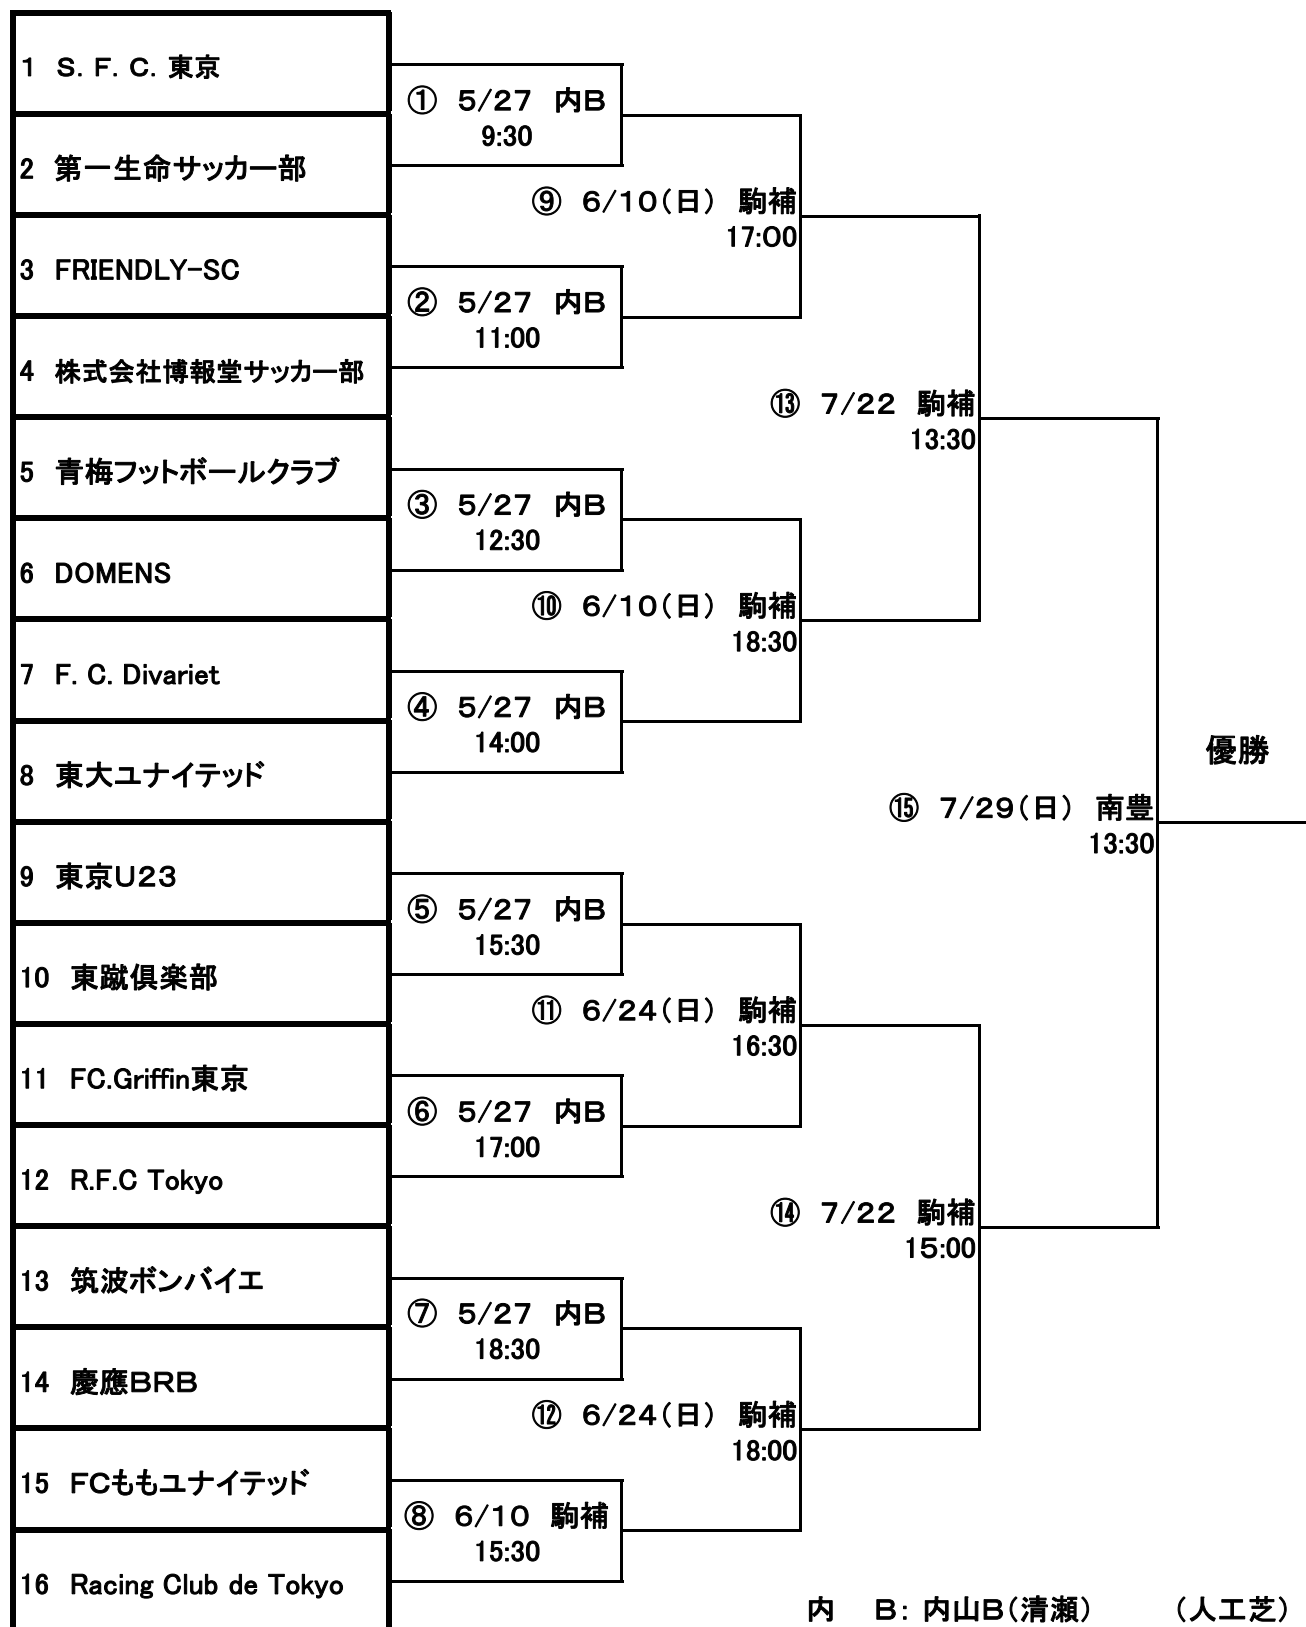 1 Ｓ．Ｆ．Ｃ．東京
① ５/２７ 内Ｂ
9:30
2 第一生命サッカー部
⑨ ６/１０（日） 駒補
17:00
3 FRIENDLY-SC
② ５/２７ 内Ｂ
11:00
4 株式会社博報堂サッカー部
⑬ ７/２２ 駒補
13:30
5 青梅フットボールクラブ
③ ５/２７ 内Ｂ
12:30
6 DOMENS
⑩ ６/１０（日） 駒補
18:30
7 F. C. Divariet
④ ５/２７ 内Ｂ
14:00
8 東大ユナイテッド
優勝
⑮ ７/２９（日） 南豊
13:30
9 東京Ｕ２３
⑤ ５/２７ 内Ｂ
15:30
10 東蹴倶楽部
⑪ ６/２４（日） 駒補
16:30
11 FC.Griffin東京
⑥ ５/２７ 内Ｂ
17:00
12 R.F.C Tokyo
⑭ ７/２２ 駒補
15:00
13 筑波ボンバイエ
⑦ ５/２７ 内Ｂ
18:30
14 慶應ＢＲＢ
⑫ ６/２４（日） 駒補
18:00
15 ＦＣももユナイテッド
⑧ ６/１０ 駒補
15:30
16 Racing Club de Tokyo
内 Ｂ： 内山Ｂ（清瀬） （人工芝）